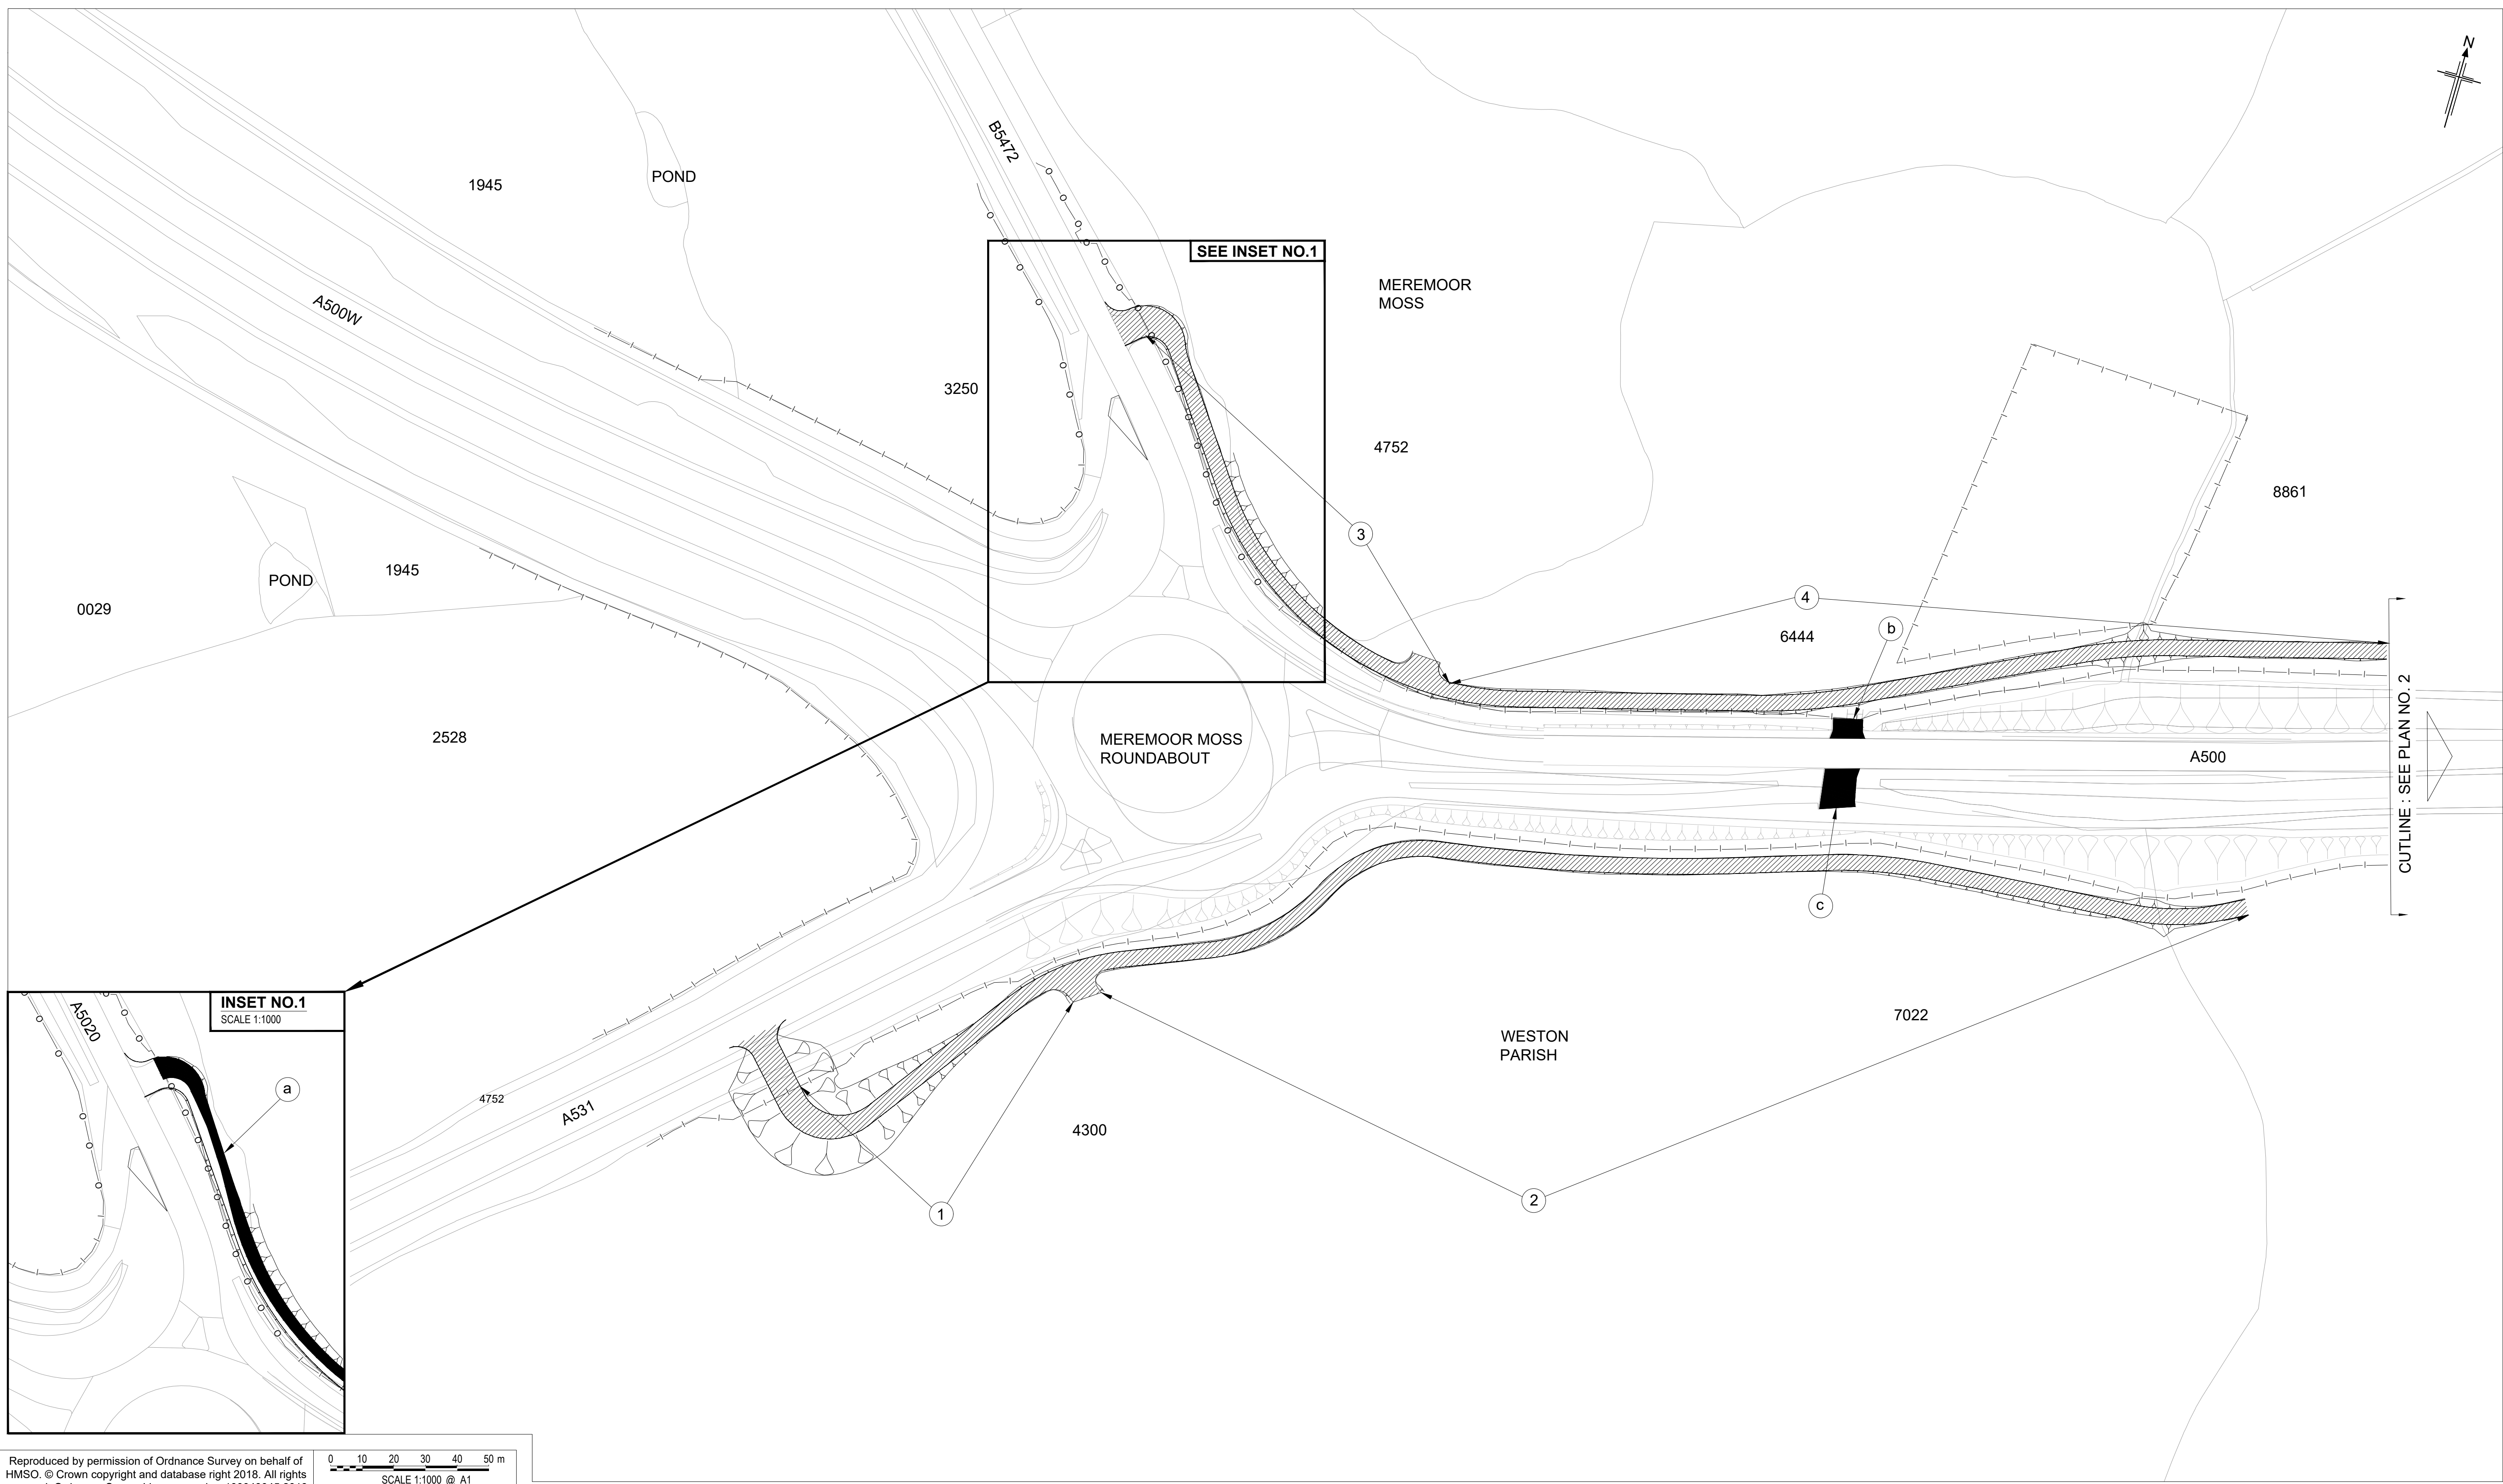 N
B5472
1945
POND
SEE INSET NO.1
MEREMOOR
MOSS
A500W
3250
4752
8861
3
POND
1945
0029
4
b
6444
2528
MEREMOOR MOSS
ROUNDABOUT
A500
CUTLINE : SEE PLAN NO. 2
c
INSET NO.1
SCALE 1:1000
A5020
a
7022
WESTON
PARISH
4752
A531
4300
2
1
Reproduced by permission of Ordnance Survey on behalf of
HMSO. © Crown copyright and database right 2018. All rights
0 10 20 30 40 50 m
SCALE 1:1000 @ A1